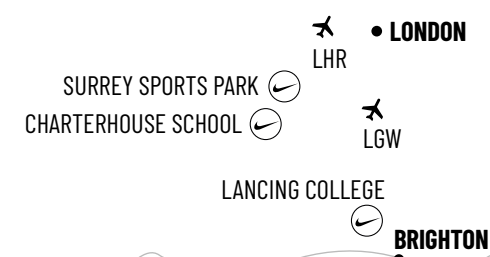 LONDON
LHR
SURREY SPORTS PARK
CHARTERHOUSE SCHOOL
LGW
LANCING COLLEGE
BRIGHTON